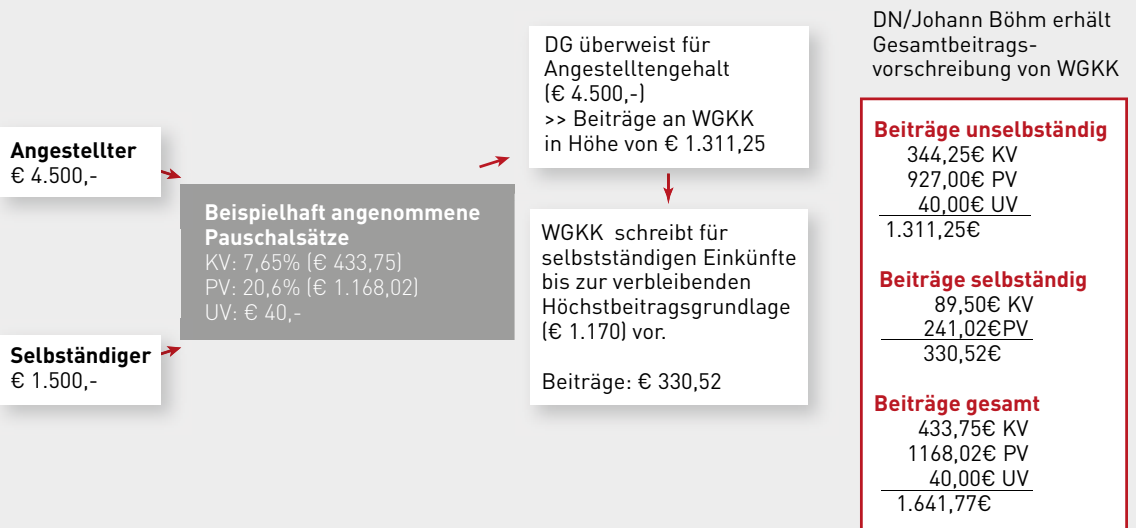 Angestellter
€ 4.500,-
Selbständiger
€ 1.500,-
Beispielhaft angenommene
Pauschalsätze
KV: 7,65% (€ 433,75)
PV: 20,6% (€ 1.168,02)
UV: € 40,-
DG überweist für
Angestelltengehalt
(€ 4.500,-)
>> Beiträge an WGKK
in Höhe von € 1.311,25
WGKK schreibt für
selbstständigen Einkünfte
bis zur verbleibenden
Höchstbeitragsgrundlage
(€ 1.170) vor.
Beiträge: € 330,52
DN/Johann Böhm erhält
Gesamtbeitrags-
vorschreibung von WGKK
Beiträge unselbständig
344,25€ KV
927,00€ PV
40,00€ UV
1.311,25€
Beiträge selbständig
89,50€ KV
241,02€PV
330,52€
Beiträge gesamt
433,75€ KV
1168,02€ PV
40,00€ UV
1.641,77€